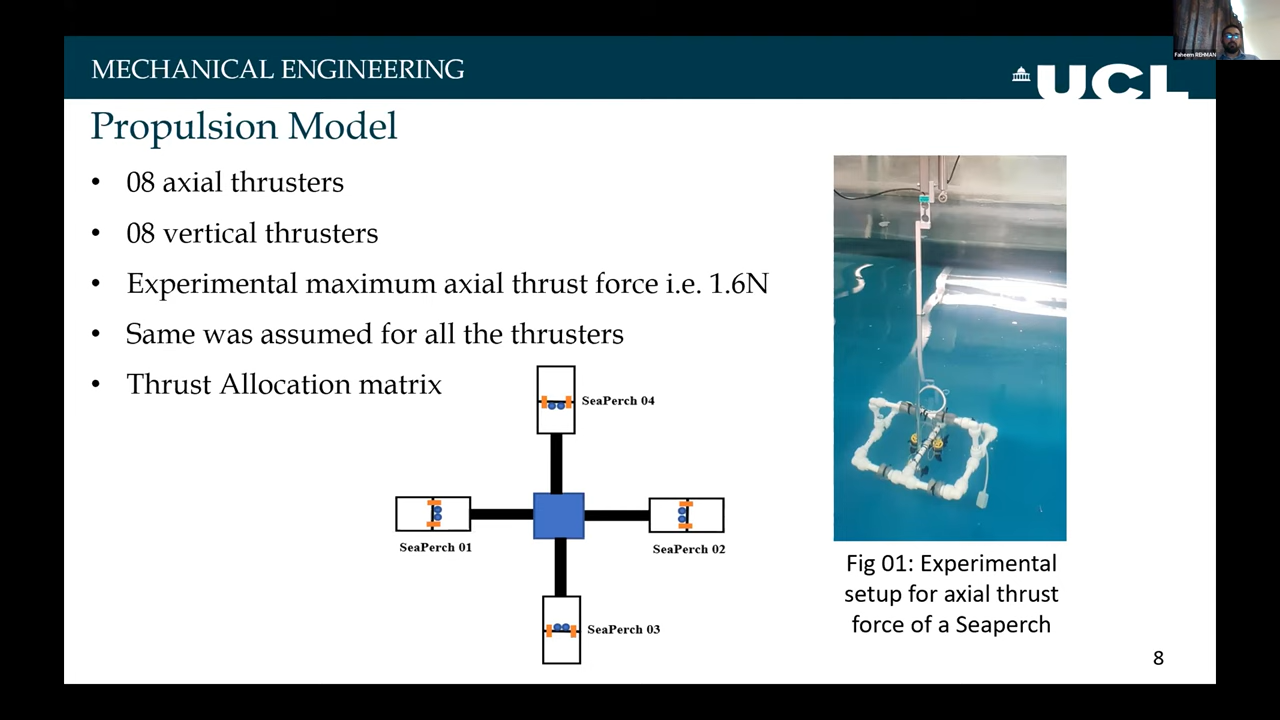 Faheem REHMAN
MECHANICAL ENGINEERING
UCL
Propulsion Model
• 08 axial thrusters
• 08 vertical thrusters
• Experimental maximum axial thrust force i.e. 1.6N
• Same was assumed for all the thrusters
• Thrust Allocation matrix
SeaPerch 04
SeaPerch 01
SeaPerch 02
SeaPerch 03
Fig 01: Experimental
setup for axial thrust
force of a Seaperch
8